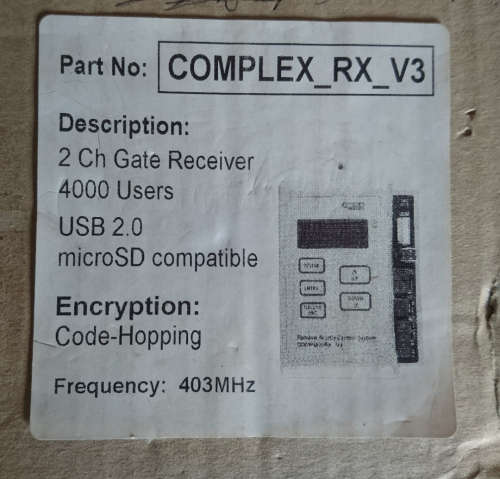 Part No: COMPLEX_RX_V3
Description:
2 Ch Gate Receiver
4000 Users
USB 2.0
microSD compatible
Encryption:
Code-Hopping
Frequency: 403MHz